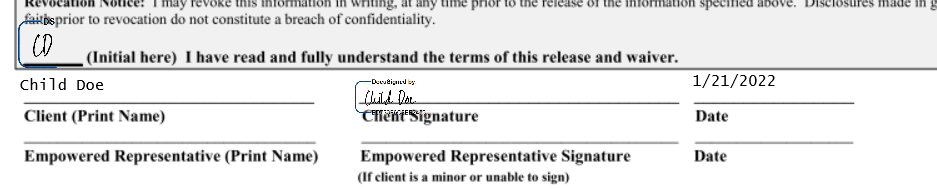 Revocation Notice: I may revoke this information in writing, at any time prior to the release of the information specified above. Disclosures made in g
faith prior to revocation do not constitute a breach of confidentiality.
DS
CD (Initial here) I have read and fully understand the terms of this release and waiver.
Child Doe 1/21/2022
DocuSigned by
Child Doe
Client (Print Name) Client Signature Date
Empowered Representative (Print Name) Empowered Representative Signature Date
(If client is a minor or unable to sign)